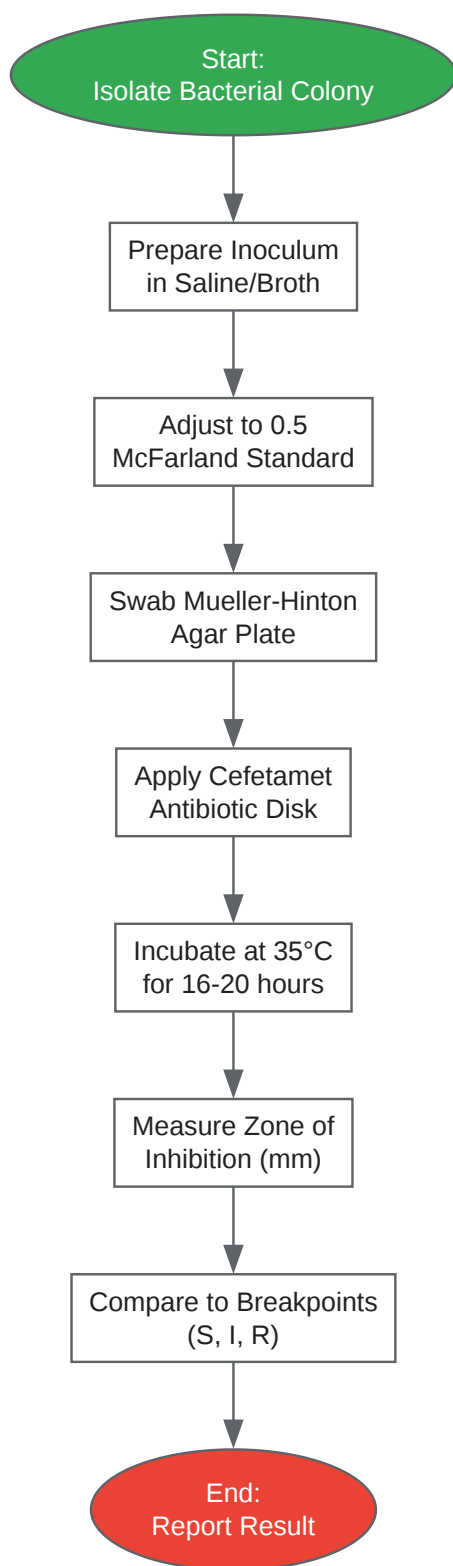 Start:
Isolate Bacterial Colony
Prepare Inoculum
in Saline/Broth
Adjust to 0.5
McFarland Standard
Swab Mueller-Hinton
Agar Plate
Apply Cefetamet
Antibiotic Disk
Incubate at 35°C
for 16-20 hours
Measure Zone of
Inhibition (mm)
Compare to Breakpoints
(S, I, R)
End:
Report Result